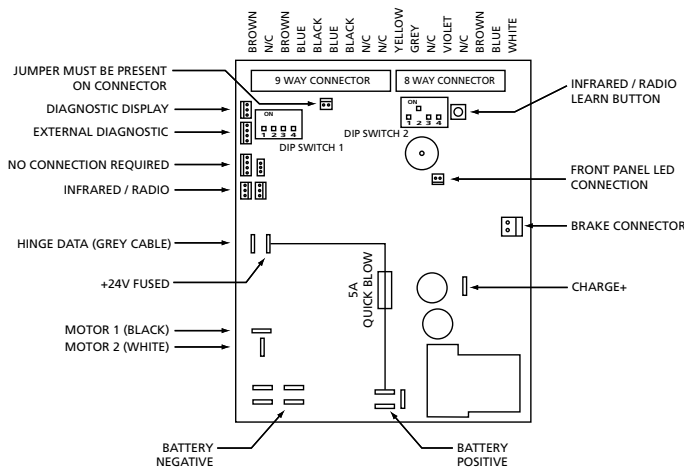 BROWN
N/C
BROWN
BLUE
BLACK
BLUE
BLACK
N/C
N/C
YELLOW
GREY
N/C
VIOLET
N/C
BROWN
BLUE
WHITE
JUMPER MUST BE PRESENT
ON CONNECTOR
9 WAY CONNECTOR
8 WAY CONNECTOR
INFRARED / RADIO
LEARN BUTTON
DIAGNOSTIC DISPLAY
ON
1 2 3 4
ON
1 2 3 4
EXTERNAL DIAGNOSTIC
DIP SWITCH 1
DIP SWITCH 2
NO CONNECTION REQUIRED
FRONT PANEL LED
CONNECTION
INFRARED / RADIO
BRAKE CONNECTOR
HINGE DATA (GREY CABLE)
+24V FUSED
5A
QUICK BLOW
CHARGE+
MOTOR 1 (BLACK)
MOTOR 2 (WHITE)
BATTERY
NEGATIVE
BATTERY
POSITIVE